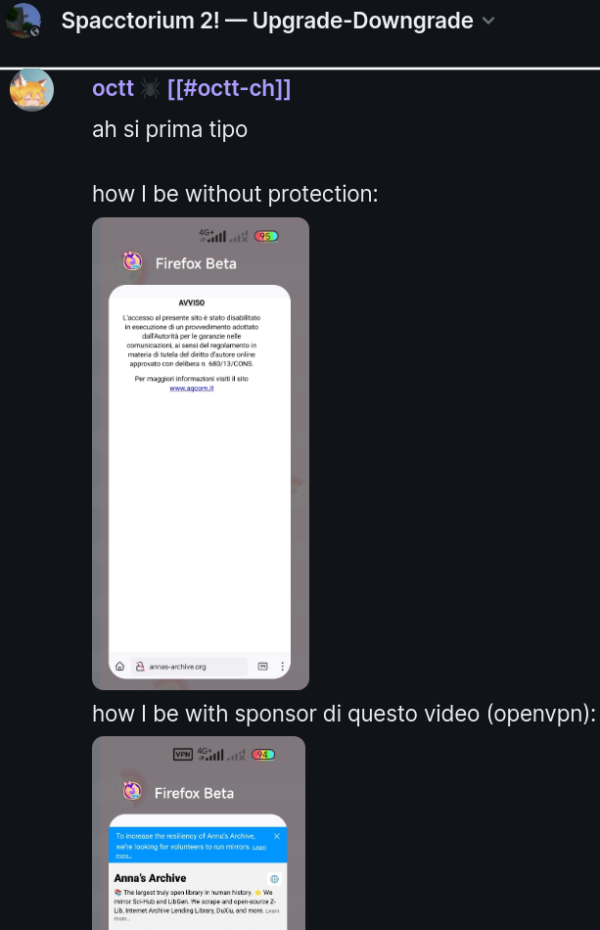 Spacctorium 2! — Upgrade-Downgrade
octt 🕷 [[#octt-ch]]
ah si prima tipo
how I be without protection:
4G+ 95
Firefox Beta
AVVISO
L'accesso al presente sito è stato disabilitato
in esecuzione di un provvedimento adottato
dall'Autorità per le garanzie nelle
comunicazioni, ai sensi del regolamento in
materia di tutela del diritto d'autore online
approvato con delibera n. 680/13/CONS.
Per maggiori informazioni visiti il sito
www.agcom.it
annas-archive.org
how I be with sponsor di questo video (openvpn):
VPN 4G+ 94
Firefox Beta
To increase the resiliency of Anna's Archive,
we're looking for volunteers to run mirrors. Learn
more…
Anna's Archive
📚 The largest truly open library in human history. ⭐ We
mirror Sci-Hub and LibGen. We scrape and open-source Z-
Lib, Internet Archive Lending Library, DuXiu, and more. Learn
more…